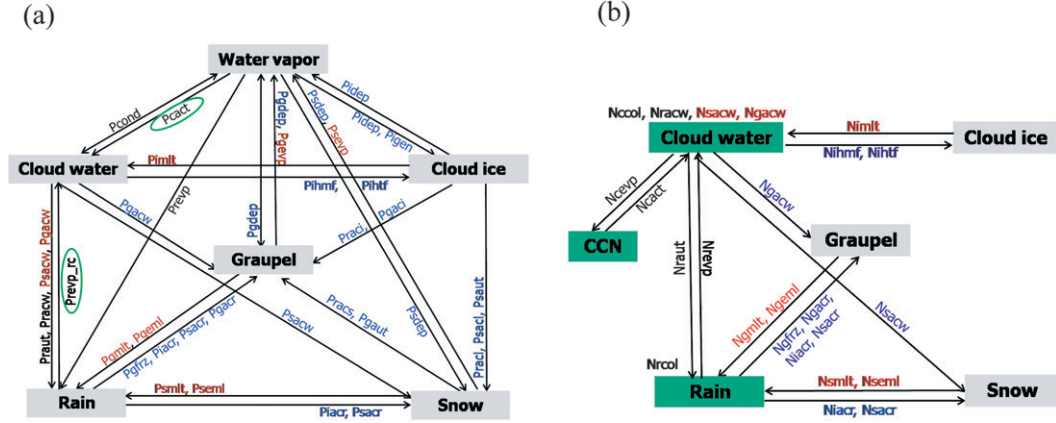 (a)
(b)
Water vapor
Pcond
Pcact
Pgdep, Pgevp
Psdep, Psevp
Pidep
Pidep, Pigen
Cloud water
Pimlt
Pihmf, Pihtf
Cloud ice
Prevp
Pgacw
Pgdep
Praci, Pgaci
Graupel
Raut, Pracw, Psacw, Pgacw
Prevp_rc
Pgmlt, Pgeml
Pgfrz, Piacr, Psacr, Pgacr
Psacw
Pracs, Pgaut
Psdep
Praci, Psaci, Psaut
Rain
Psmlt, Pseml
Piacr, Psacr
Snow
Nccol, Nracw, Nsacw, Ngacw
Cloud water
Nimlt
Nihmf, Nihtf
Cloud ice
Ncevp
Ncact
Ngacw
CCN
Nraut
Nrevp
Graupel
Ngmlt, Ngeml
Ngfrz, Ngacr,
Niacr, Nsacr
Nsacw
Nrcol
Rain
Nsmlt, Nseml
Niacr, Nsacr
Snow